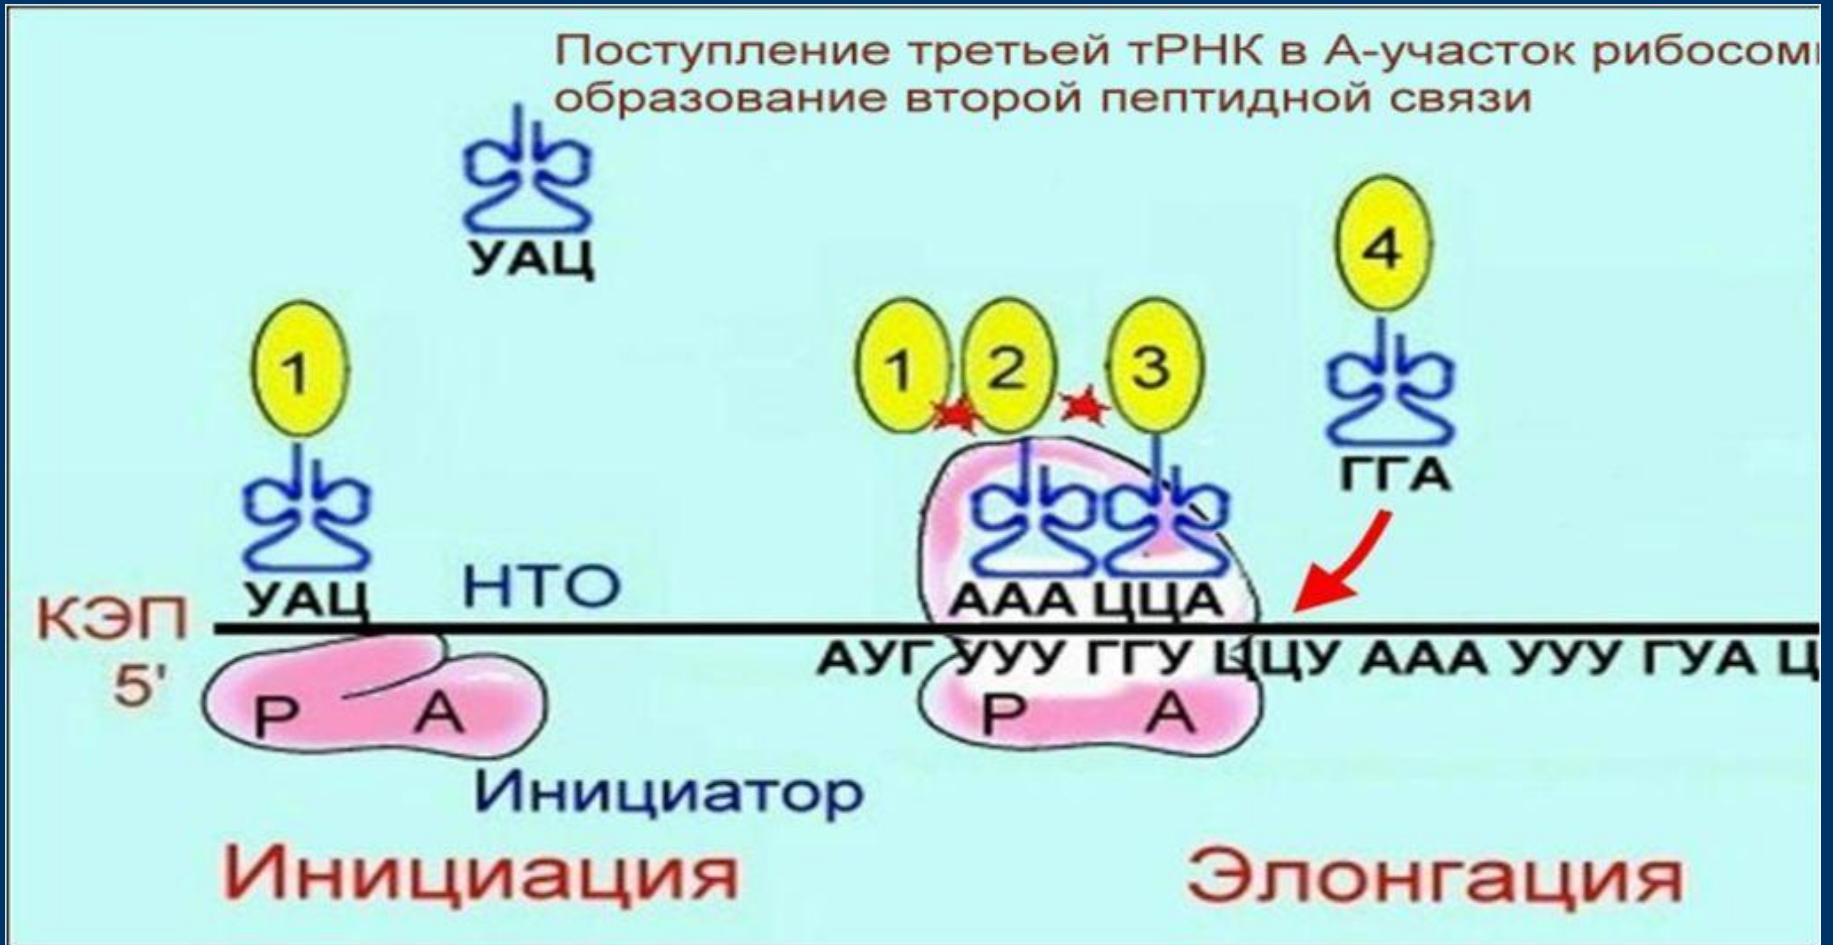 Поступление третьей тРНК в А-участок рибосом
образование второй пептидной связи
УАЦ
4
1
1 2 3
ГГА
КЭП
5'
УАЦ
НТО
ААА ЦЦА
АУГ УУУ ГГУ ЦЦУ ААА УУУ ГУА Ц
Р А
Р А
Инициатор
Инициация
Элонгация